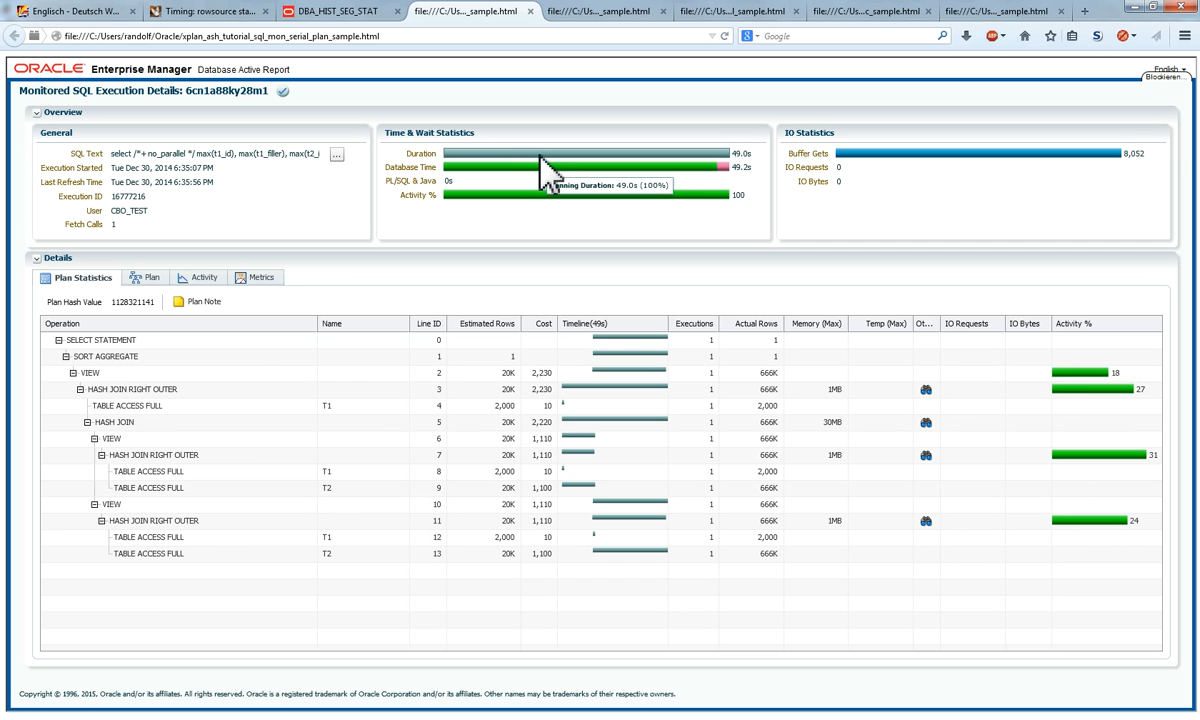 Englisch - Deutsch W... × Timing: rowsource sta... × DBA_HIST_SEG_STAT × file:///C:/Us..._sample.html × file:///C:/Us..._sample.html × file:///C:/Us...l_sample.html × file:///C:/Us...c_sample.html × file:///C:/Us..._sample.html × +
file:///C:/Users/randolf/Oracle/xplan_ash_tutorial_sql_mon_serial_plan_sample.html Google
ORACLE Enterprise Manager Database Active Report English
Blockieren...
Monitored SQL Execution Details: 6cn1a88ky28m1
Overview
General
SQL Text select /*+ no_parallel */ max(t1_id), max(t1_filler), max(t2_i ...
Execution Started Tue Dec 30, 2014 6:35:07 PM
Last Refresh Time Tue Dec 30, 2014 6:35:56 PM
Execution ID 16777216
User CBO_TEST
Fetch Calls 1
Time & Wait Statistics
Duration 49.0s
Database Time 49.2s
PL/SQL & Java 0s
Activity % 100
nning Duration: 49.0s (100%)
IO Statistics
Buffer Gets 8,052
IO Requests 0
IO Bytes 0
Details
Plan Statistics Plan Activity Metrics
Plan Hash Value 1128321141 Plan Note
Operation Name Line ID Estimated Rows Cost Timeline(49s) Executions Actual Rows Memory (Max) Temp (Max) Ot... IO Requests IO Bytes Activity %
SELECT STATEMENT 0 1 1
SORT AGGREGATE 1 1 1 1
VIEW 2 20K 2,230 1 666K 18
HASH JOIN RIGHT OUTER 3 20K 2,230 1 666K 1MB 27
TABLE ACCESS FULL T1 4 2,000 10 1 2,000
HASH JOIN 5 20K 2,220 1 666K 30MB
VIEW 6 20K 1,110 1 666K
HASH JOIN RIGHT OUTER 7 20K 1,110 1 666K 1MB 31
TABLE ACCESS FULL T1 8 2,000 10 1 2,000
TABLE ACCESS FULL T2 9 20K 1,100 1 666K
VIEW 10 20K 1,110 1 666K
HASH JOIN RIGHT OUTER 11 20K 1,110 1 666K 1MB 24
TABLE ACCESS FULL T1 12 2,000 10 1 2,000
TABLE ACCESS FULL T2 13 20K 1,100 1 666K
Copyright © 1996, 2015, Oracle and/or its affiliates. All rights reserved. Oracle is a registered trademark of Oracle Corporation and/or its affiliates. Other names may be trademarks of their respective owners.